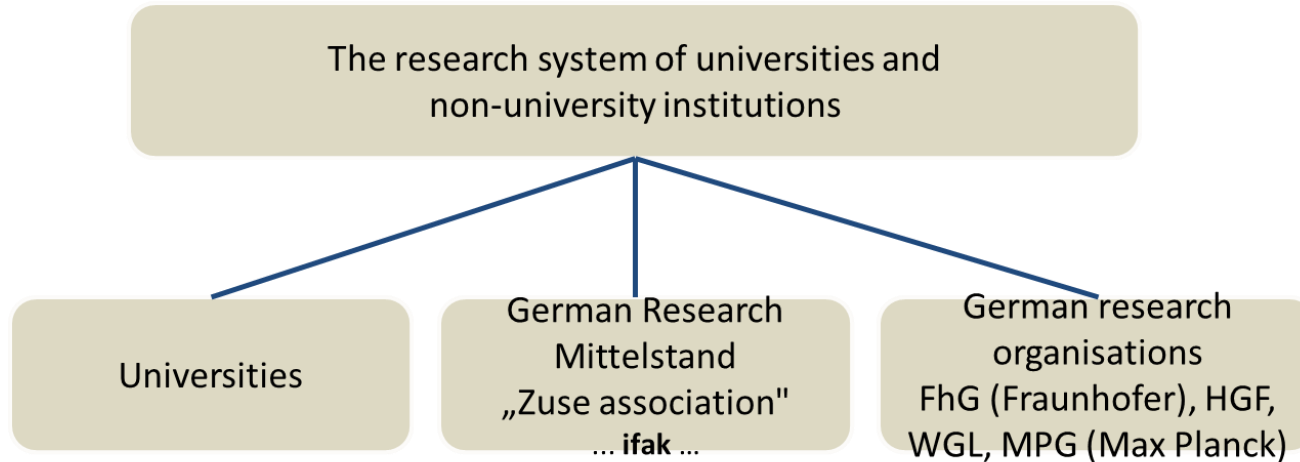 The research system of universities and
non-university institutions
Universities
German Research
Mittelstand
„Zuse association"
... ifak ...
German research
organisations
FhG (Fraunhofer), HGF,
WGL, MPG (Max Planck)